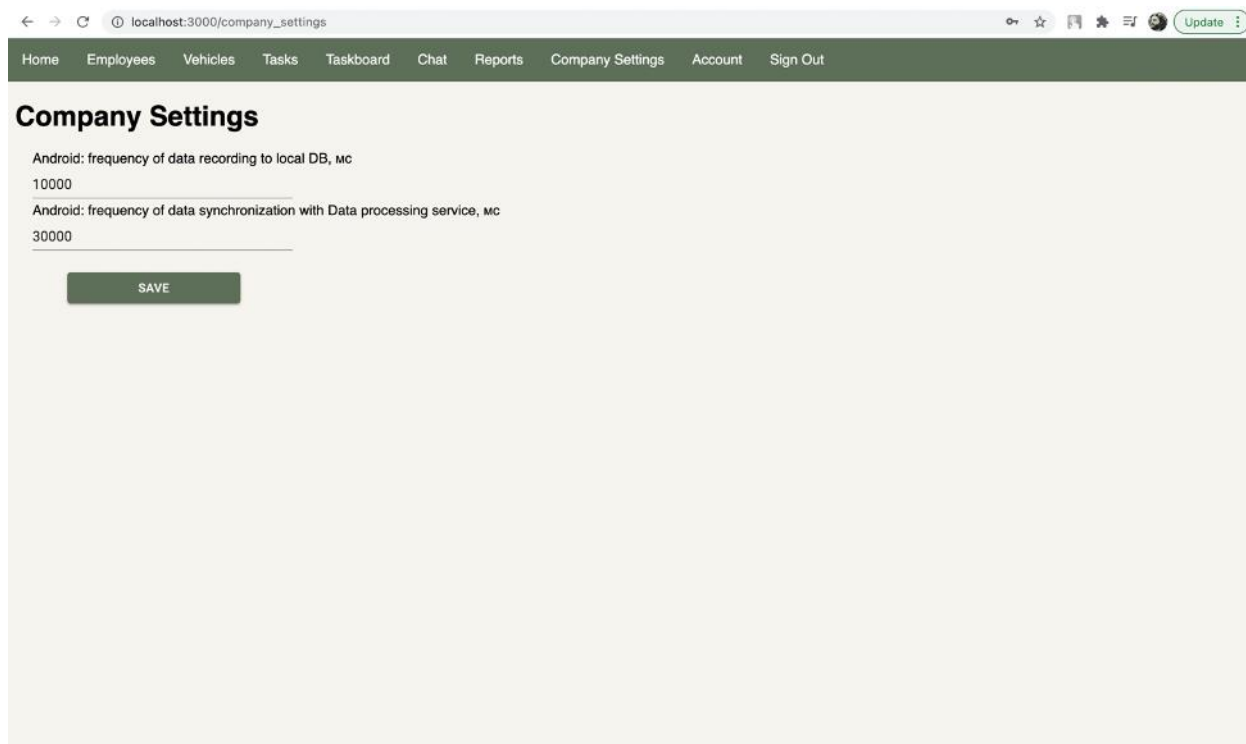 localhost:3000/company_settings
Update
Home Employees Vehicles Tasks Taskboard Chat Reports Company Settings Account Sign Out
Company Settings
Android: frequency of data recording to local DB, мс
10000
Android: frequency of data synchronization with Data processing service, мс
30000
SAVE